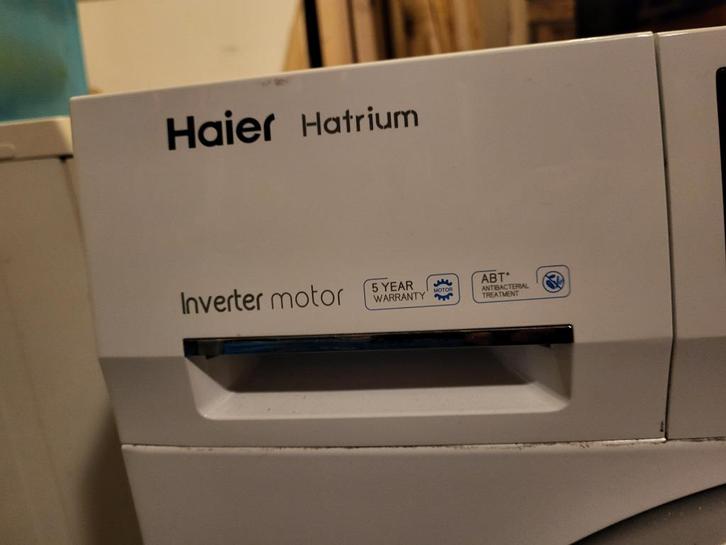 Haier Hatrium
Inverter motor
5 YEAR
WARRANTY
MOTOR
ABT*
ANTIBACTERIAL
TREATMENT